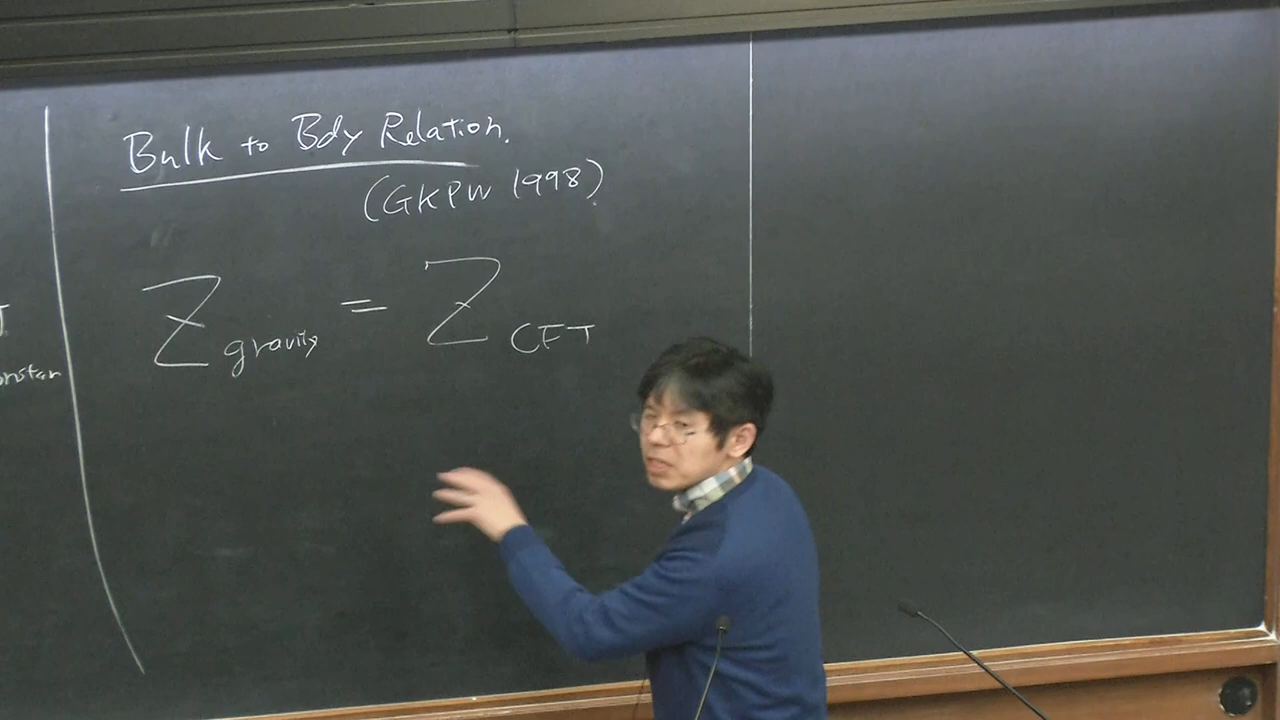 Bulk to Bdy Relation.
(GKPW 1998)
Z gravity = Z CFT